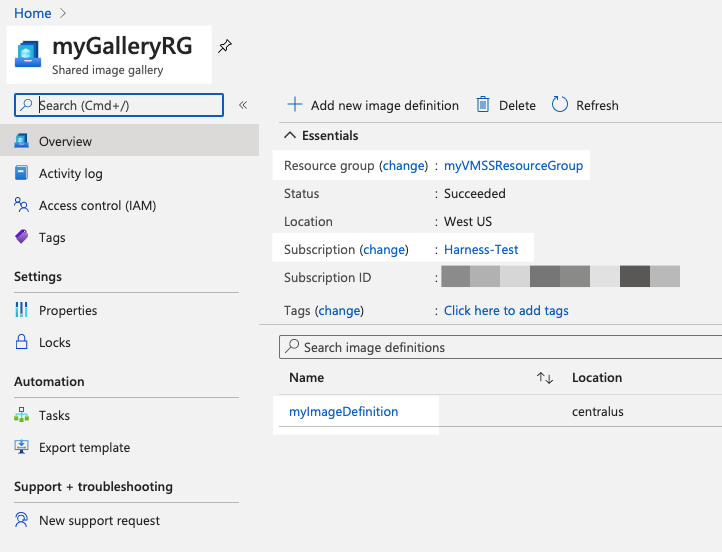 Home >
myGalleryRG
Shared image gallery
Search (Cmd+/)
«
Overview
Activity log
Access control (IAM)
Tags
Settings
Properties
Locks
Automation
Tasks
Export template
Support + troubleshooting
New support request
Add new image definition Delete Refresh
Essentials
Resource group (change) : myVMSSResourceGroup
Status : Succeeded
Location : West US
Subscription (change) : Harness-Test
Subscription ID :
Tags (change) : Click here to add tags
Search image definitions
Name ↑↓ Location
myImageDefinition centralus